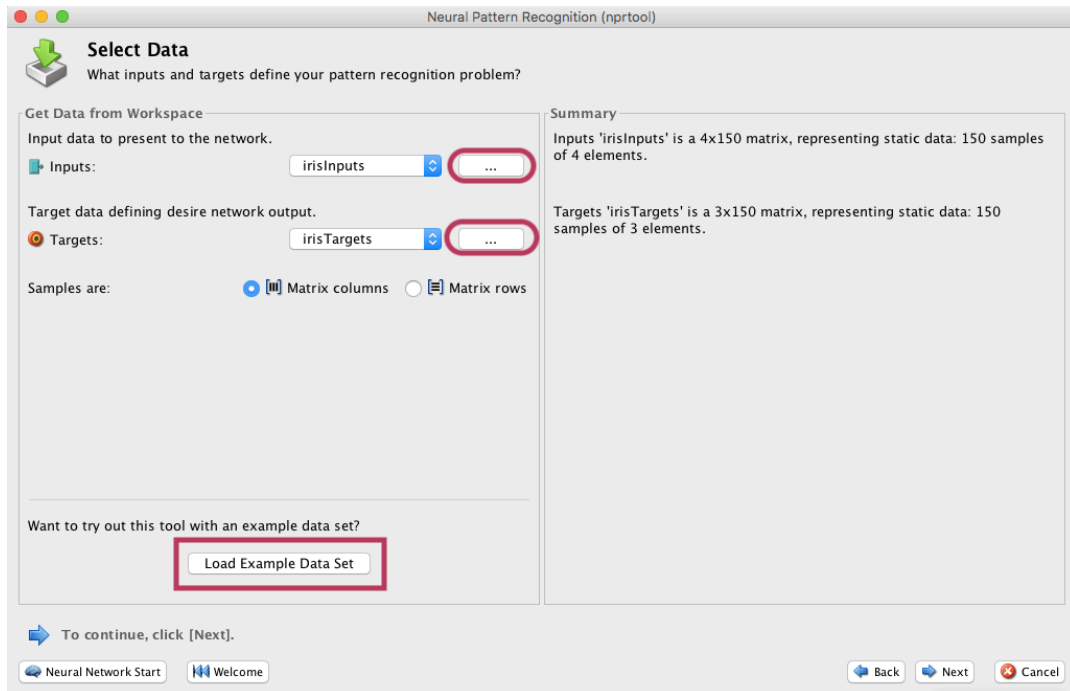 Neural Pattern Recognition (nprtool)
Select Data
What inputs and targets define your pattern recognition problem?
Get Data from Workspace
Input data to present to the network.
Inputs:
irisInputs
...
Target data defining desire network output.
Targets:
irisTargets
...
Samples are:
Matrix columns
Matrix rows
Want to try out this tool with an example data set?
Load Example Data Set
Summary
Inputs 'irisInputs' is a 4x150 matrix, representing static data: 150 samples
of 4 elements.
Targets 'irisTargets' is a 3x150 matrix, representing static data: 150
samples of 3 elements.
To continue, click [Next].
Neural Network Start
Welcome
Back
Next
Cancel